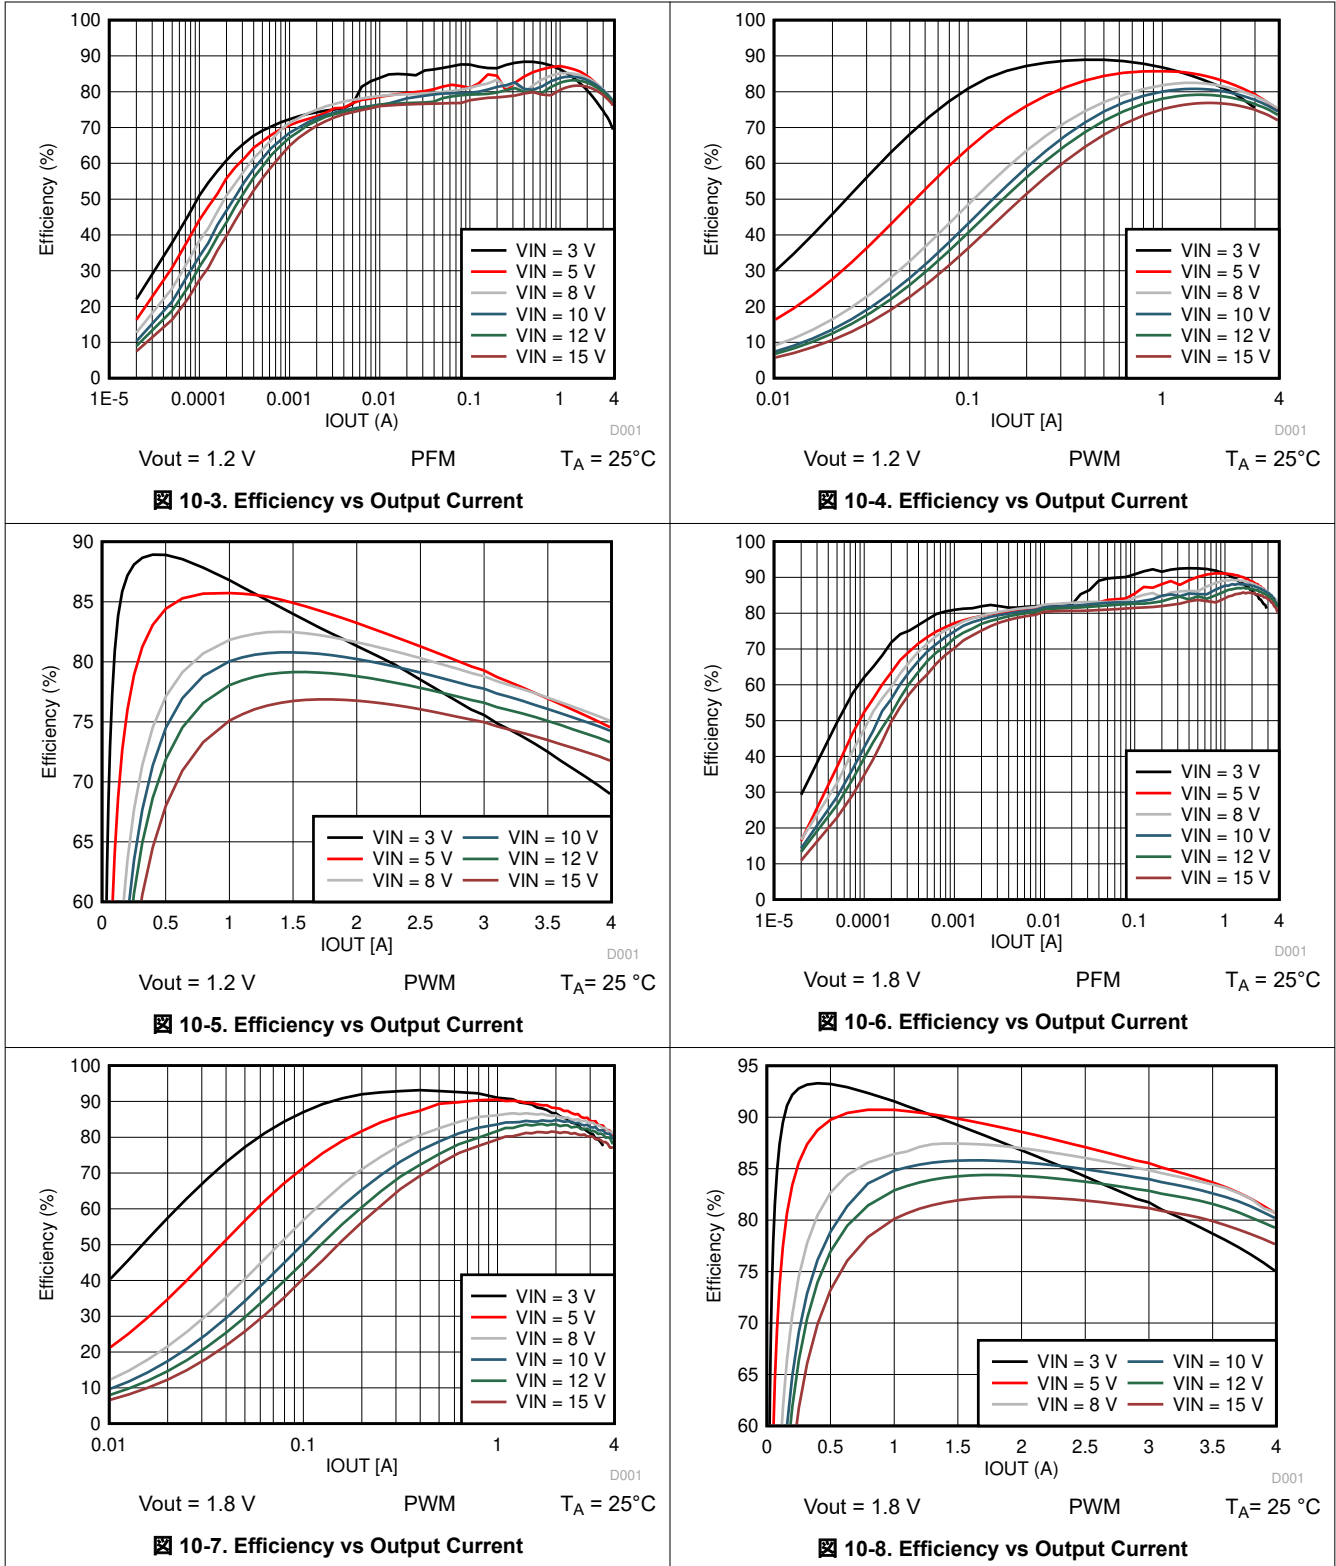 100
90
80
70
60
50
40
30
20
10
0
Efficiency (%)
1E-5 0.0001 0.001 0.01 0.1 1 4
IOUT (A)
D001
VIN = 3 V
VIN = 5 V
VIN = 8 V
VIN = 10 V
VIN = 12 V
VIN = 15 V
Vout = 1.2 V PFM TA = 25°C
図 10-3. Efficiency vs Output Current
100
90
80
70
60
50
40
30
20
10
0
Efficiency (%)
0.01 0.1 1 4
IOUT [A]
D001
VIN = 3 V
VIN = 5 V
VIN = 8 V
VIN = 10 V
VIN = 12 V
VIN = 15 V
Vout = 1.2 V PWM TA = 25°C
図 10-4. Efficiency vs Output Current
90
85
80
75
70
65
60
Efficiency (%)
0 0.5 1 1.5 2 2.5 3 3.5 4
IOUT [A]
D001
VIN = 3 V VIN = 10 V
VIN = 5 V VIN = 12 V
VIN = 8 V VIN = 15 V
Vout = 1.2 V PWM TA= 25 °C
図 10-5. Efficiency vs Output Current
100
90
80
70
60
50
40
30
20
10
0
Efficiency (%)
1E-5 0.0001 0.001 0.01 0.1 1 4
IOUT [A]
D001
VIN = 3 V
VIN = 5 V
VIN = 8 V
VIN = 10 V
VIN = 12 V
VIN = 15 V
Vout = 1.8 V PFM TA = 25°C
図 10-6. Efficiency vs Output Current
100
90
80
70
60
50
40
30
20
10
0
Efficiency (%)
0.01 0.1 1 4
IOUT [A]
D001
VIN = 3 V
VIN = 5 V
VIN = 8 V
VIN = 10 V
VIN = 12 V
VIN = 15 V
Vout = 1.8 V PWM TA = 25°C
図 10-7. Efficiency vs Output Current
95
90
85
80
75
70
65
60
Efficiency (%)
0 0.5 1 1.5 2 2.5 3 3.5 4
IOUT (A)
D001
VIN = 3 V VIN = 10 V
VIN = 5 V VIN = 12 V
VIN = 8 V VIN = 15 V
Vout = 1.8 V PWM TA= 25 °C
図 10-8. Efficiency vs Output Current